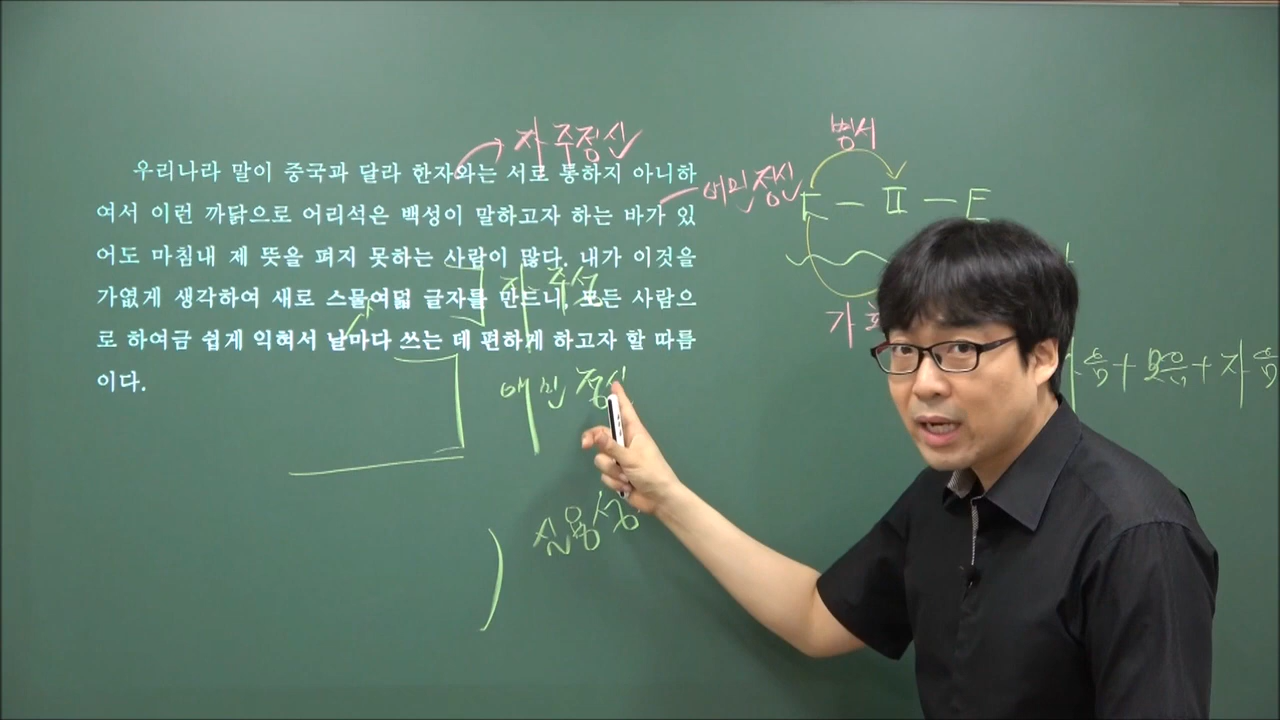 자주정신
우리나라 말이 중국과 달라 한자와는 서로 통하지 아니하
여서 이런 까닭으로 어리석은 백성이 말하고자 하는 바가 있
어도 마침내 제 뜻을 펴지 못하는 사람이 많다. 내가 이것을
가엾게 생각하여 새로 스물여덟 글자를 만드니, 모든 사람으
로 하여금 쉽게 익혀서 날마다 쓰는 데 편하게 하고자 할 따름
이다.
자주성
애민정신
실용성
병서
애민정신
ㅜ - ㅍ - ㅌ
가
음 + 모음 + 자음